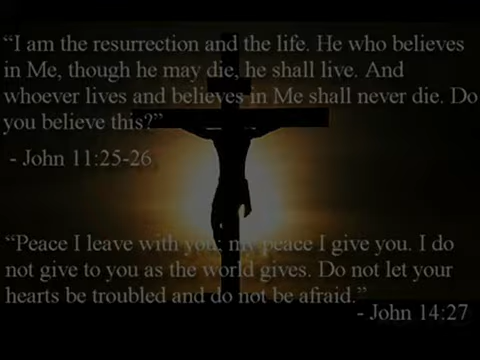 “I am the resurrection and the life. He who believes
in Me, though he may die, he shall live. And
whoever lives and believes in Me shall never die. Do
you believe this?”
- John 11:25-26
“Peace I leave with you; my peace I give you. I do
not give to you as the world gives. Do not let your
hearts be troubled and do not be afraid.”
- John 14:27